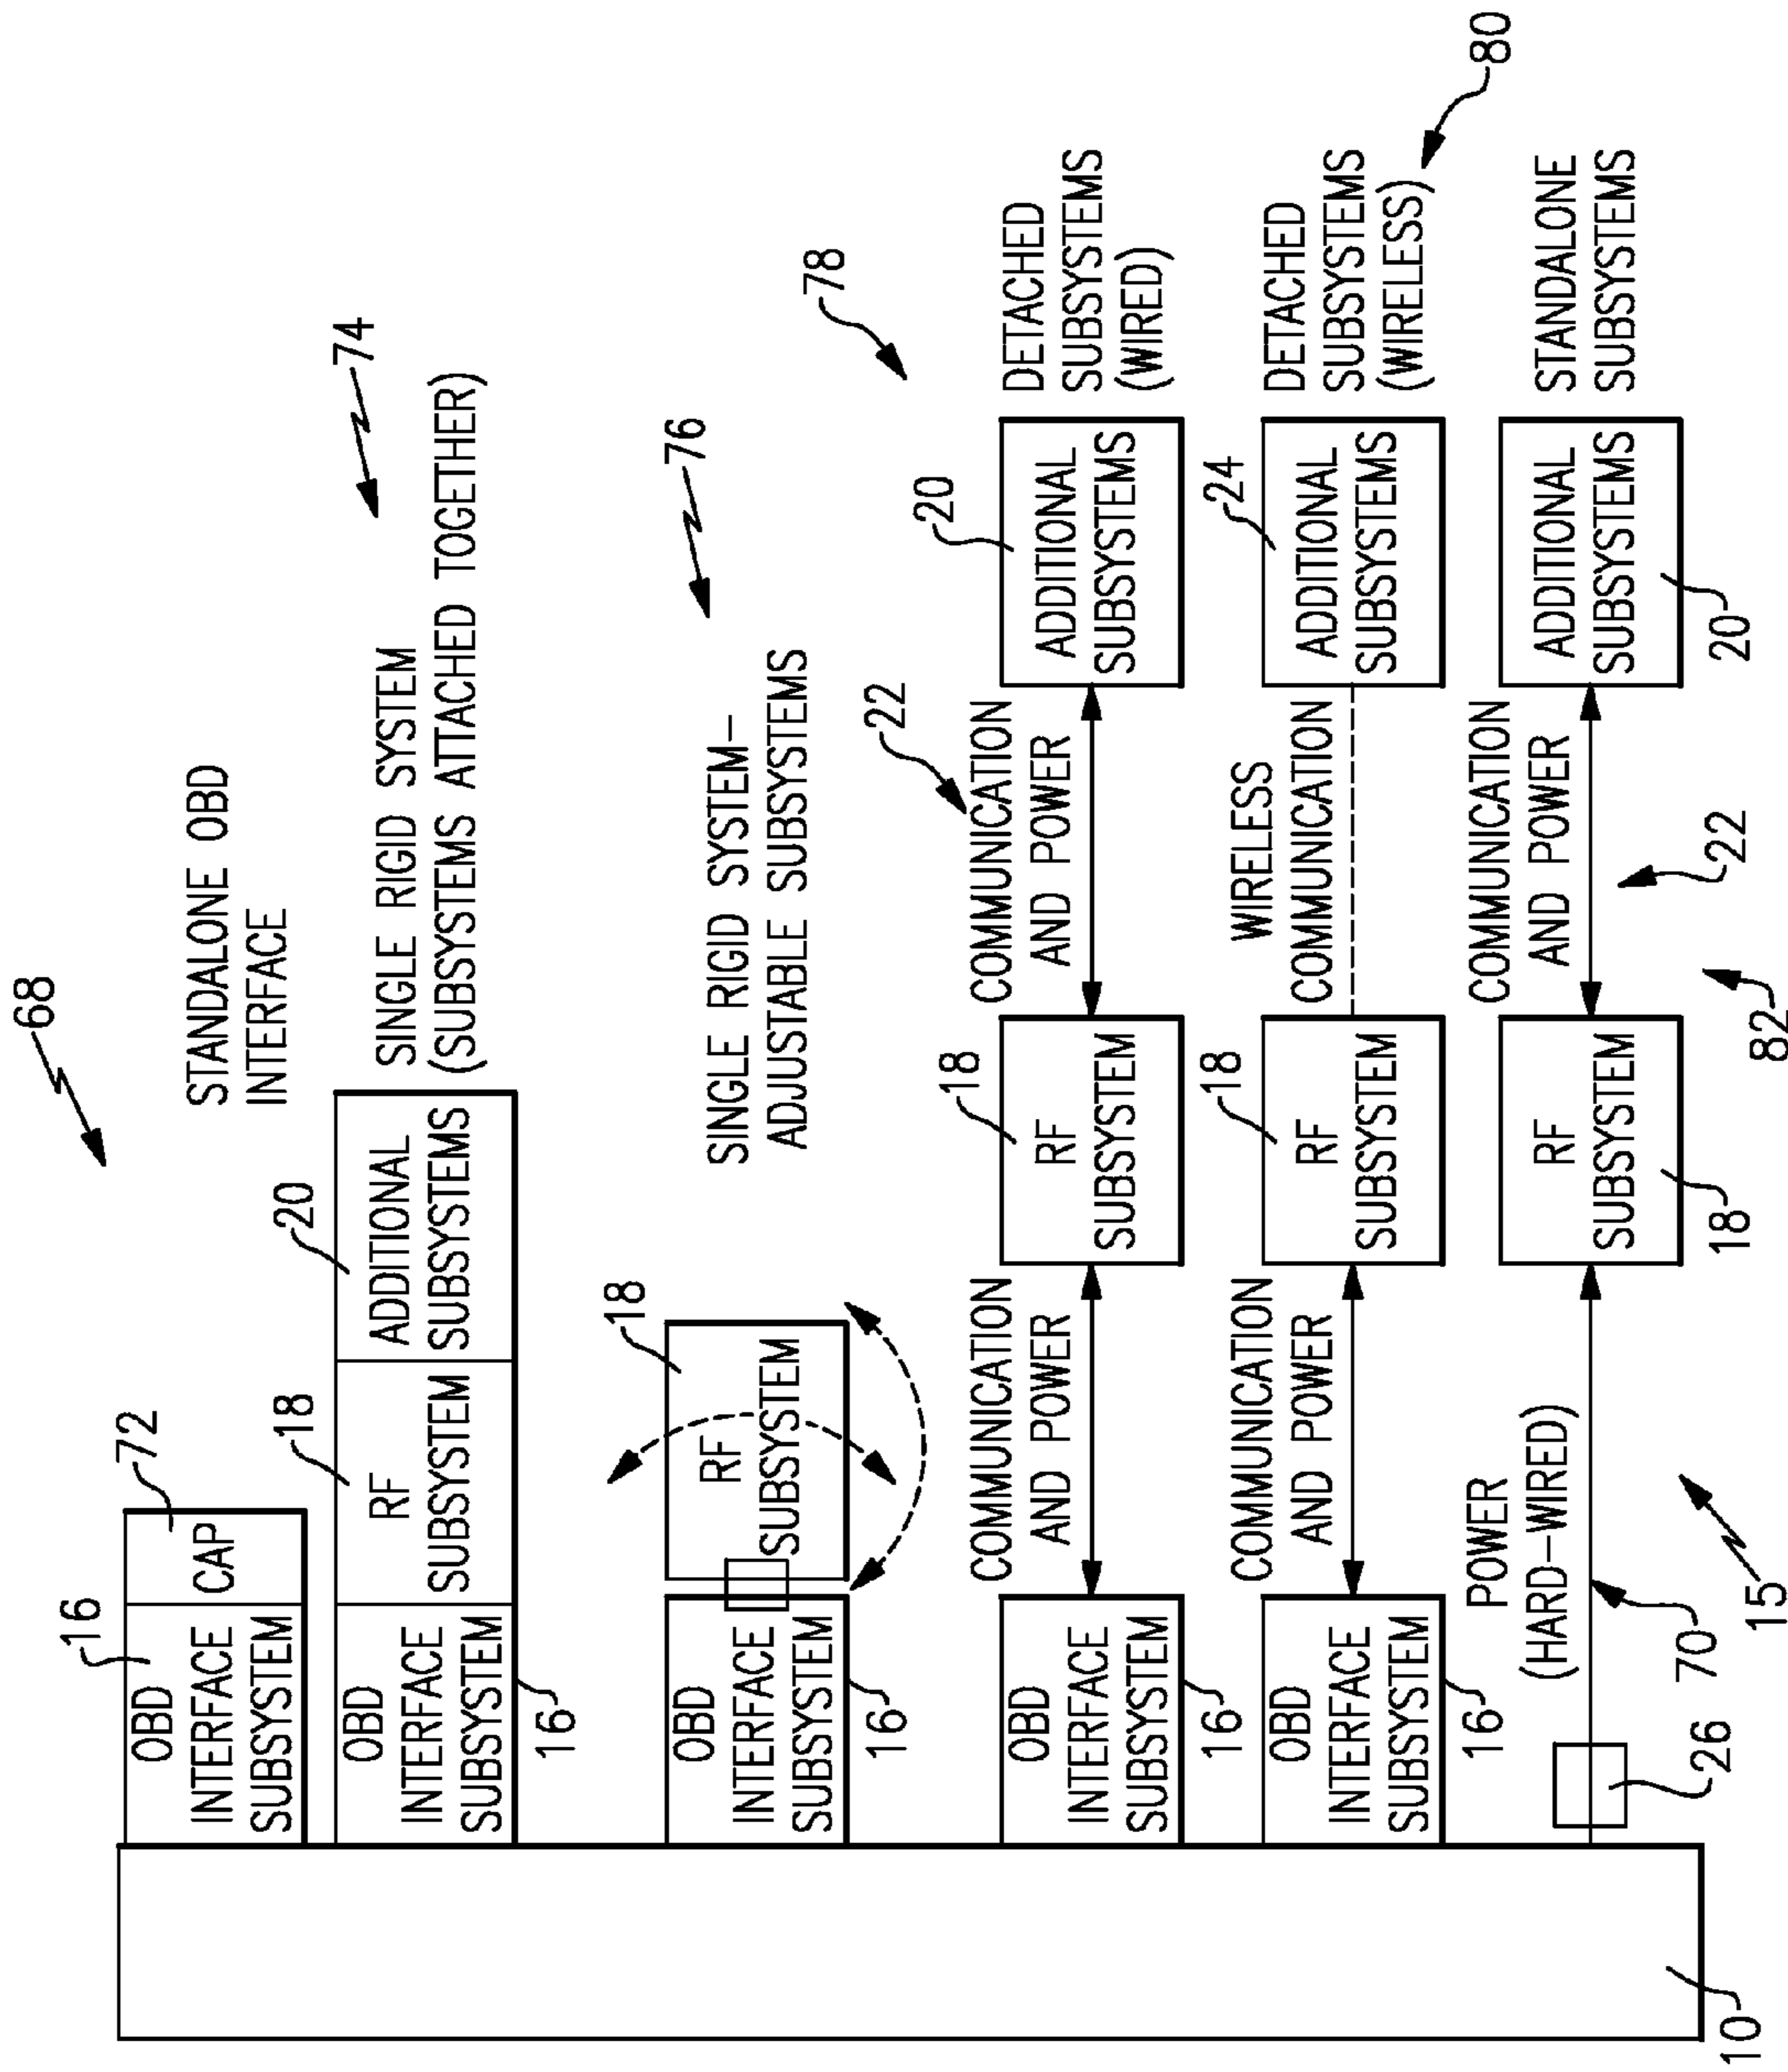 68
STANDALONE OBD
INTERFACE
16
72
OBD
INTERFACE
SUBSYSTEM
CAP
74
SINGLE RIGID SYSTEM
(SUBSYSTEMS ATTACHED TOGETHER)
18
20
OBD
INTERFACE
SUBSYSTEM
RF
SUBSYSTEM
ADDITIONAL
SUBSYSTEMS
16
76
SINGLE RIGID SYSTEM-
ADJUSTABLE SUBSYSTEMS
18
OBD
INTERFACE
SUBSYSTEM
RF
SUBSYSTEM
16
78
OBD
INTERFACE
SUBSYSTEM
16
COMMUNICATION
AND POWER
18
RF
SUBSYSTEM
22
COMMUNICATION
AND POWER
20
ADDITIONAL
SUBSYSTEMS
DETACHED
SUBSYSTEMS
(WIRED)
OBD
INTERFACE
SUBSYSTEM
16
COMMUNICATION
AND POWER
18
RF
SUBSYSTEM
WIRELESS
COMMUNICATION
24
ADDITIONAL
SUBSYSTEMS
DETACHED
SUBSYSTEMS
(WIRELESS)
80
26
POWER
(HARD-WIRED)
70
15
RF
SUBSYSTEM
18
COMMUNICATION
AND POWER
22
82
ADDITIONAL
SUBSYSTEMS
20
STANDALONE
SUBSYSTEMS
10